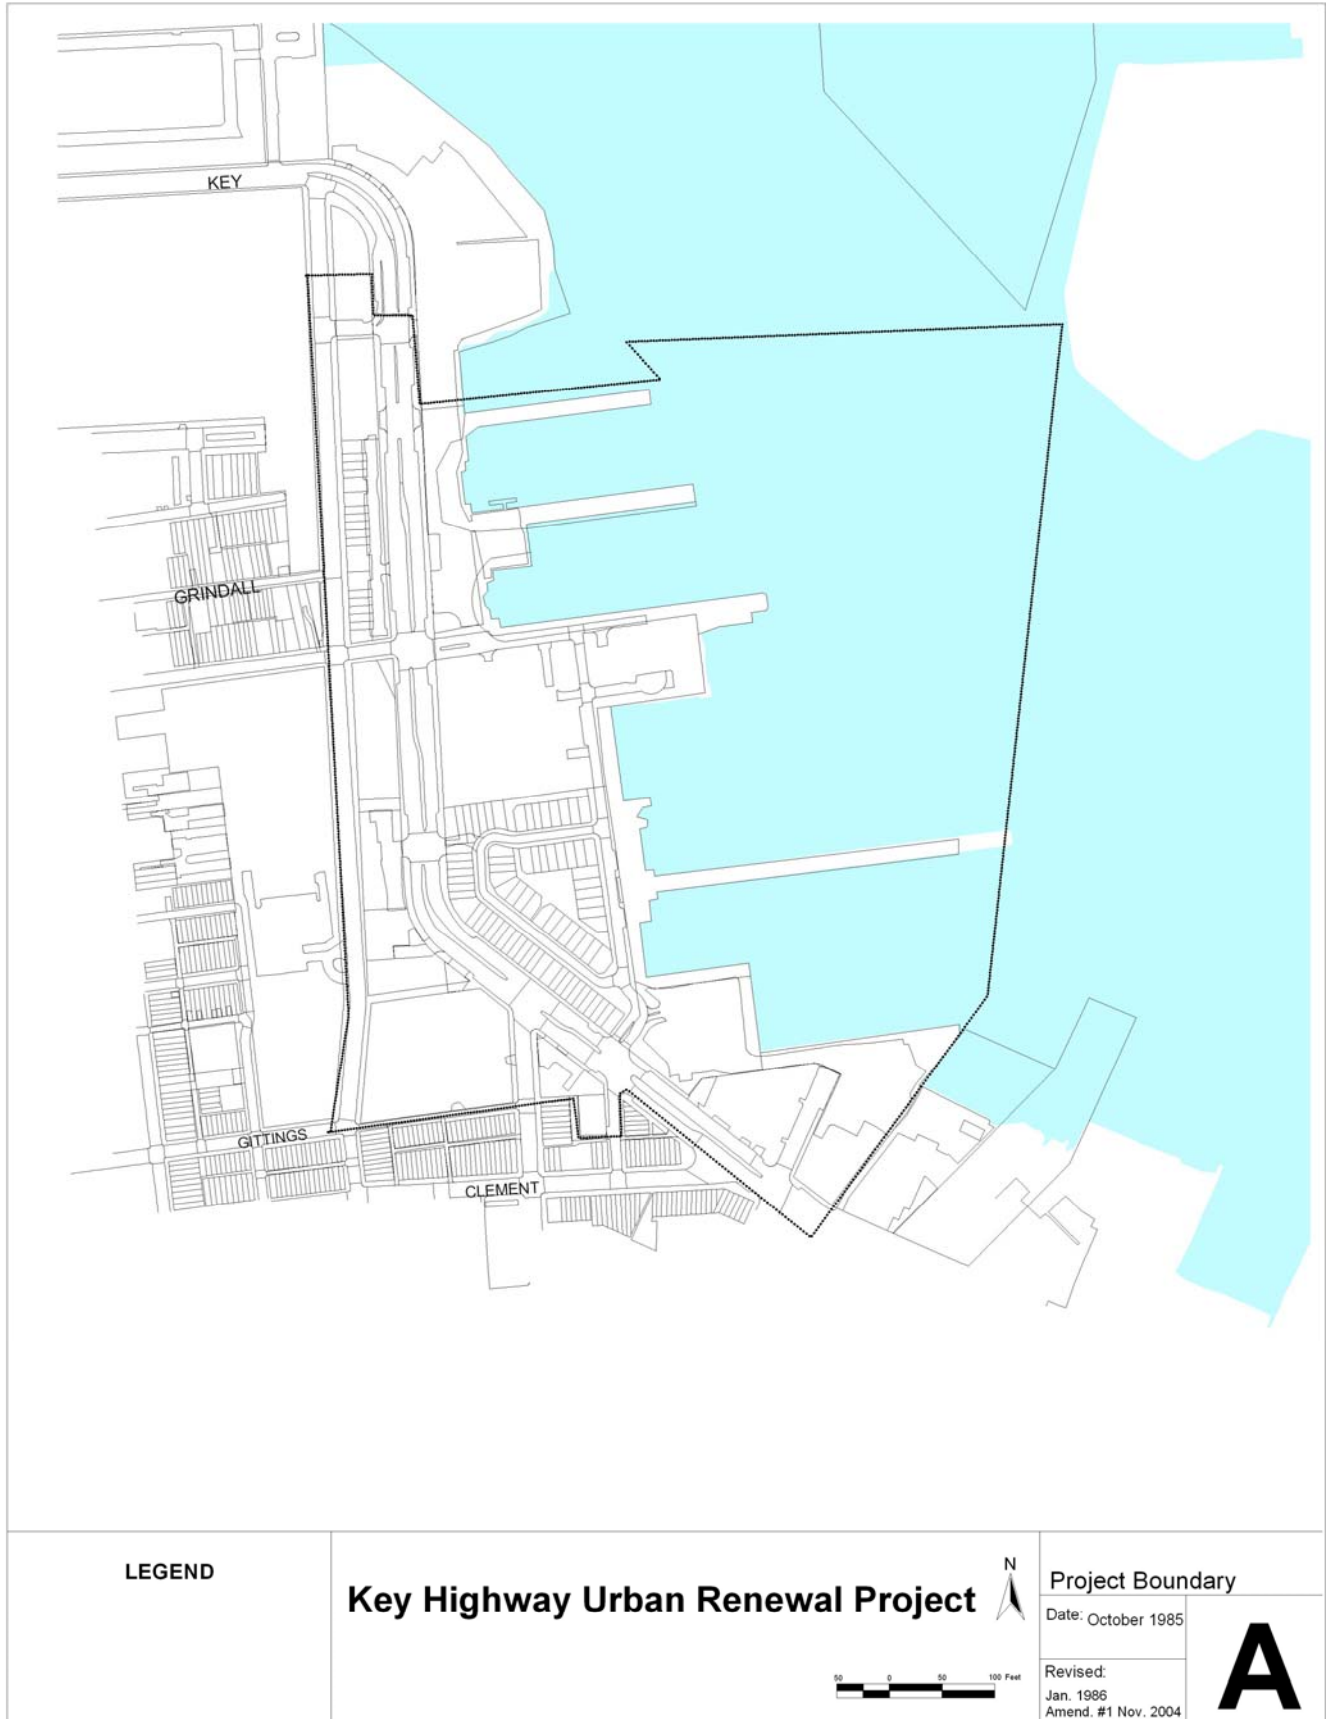 KEY
GRINDALL
GITTINGS
CLEMENT
LEGEND
Key Highway Urban Renewal Project
N
50 0 50 100 Feet
Project Boundary
Date: October 1985
Revised:
Jan. 1986
Amend. #1 Nov. 2004
A